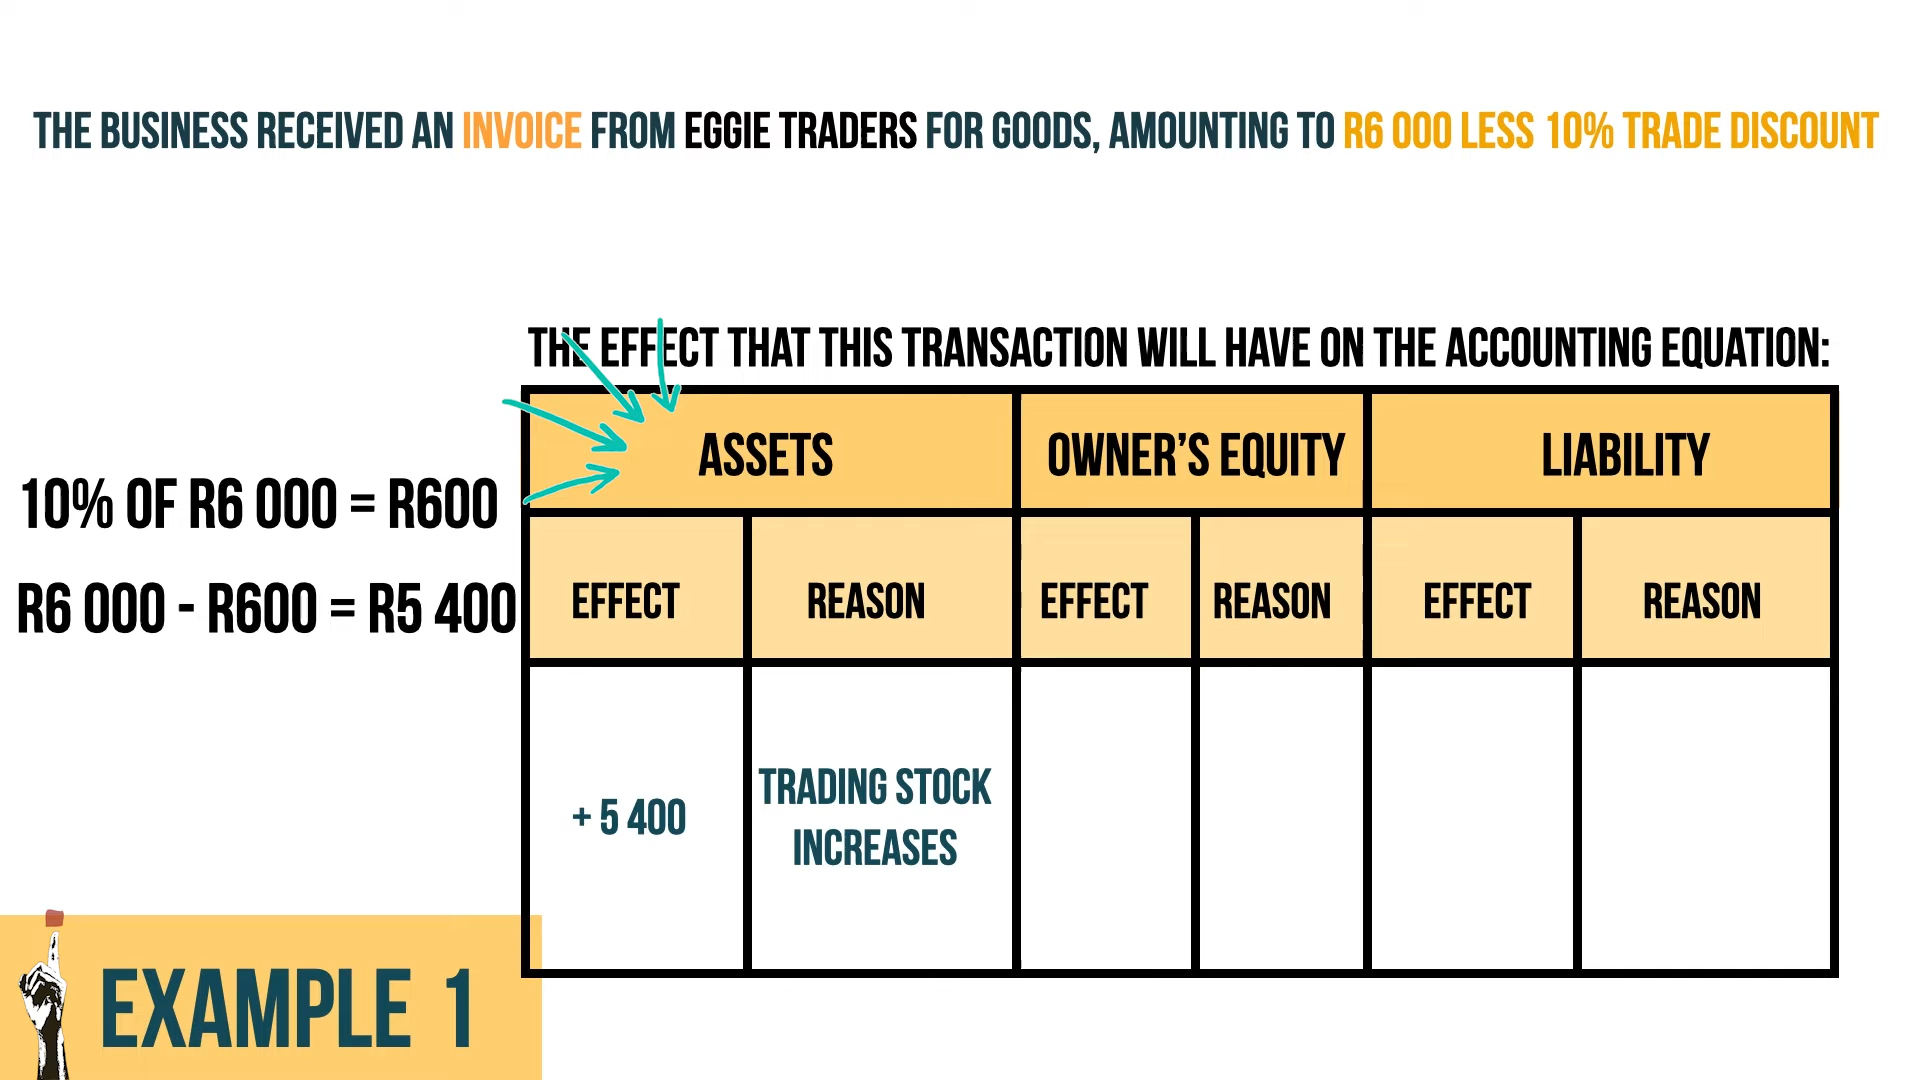 THE BUSINESS RECEIVED AN INVOICE FROM EGGIE TRADERS FOR GOODS, AMOUNTING TO R6 000 LESS 10% TRADE DISCOUNT
THE EFFECT THAT THIS TRANSACTION WILL HAVE ON THE ACCOUNTING EQUATION:
10% OF R6 000 = R600
R6 000 - R600 = R5 400
ASSETS OWNER'S EQUITY LIABILITY
EFFECT REASON EFFECT REASON EFFECT REASON
+ 5 400
TRADING STOCK
INCREASES
EXAMPLE 1